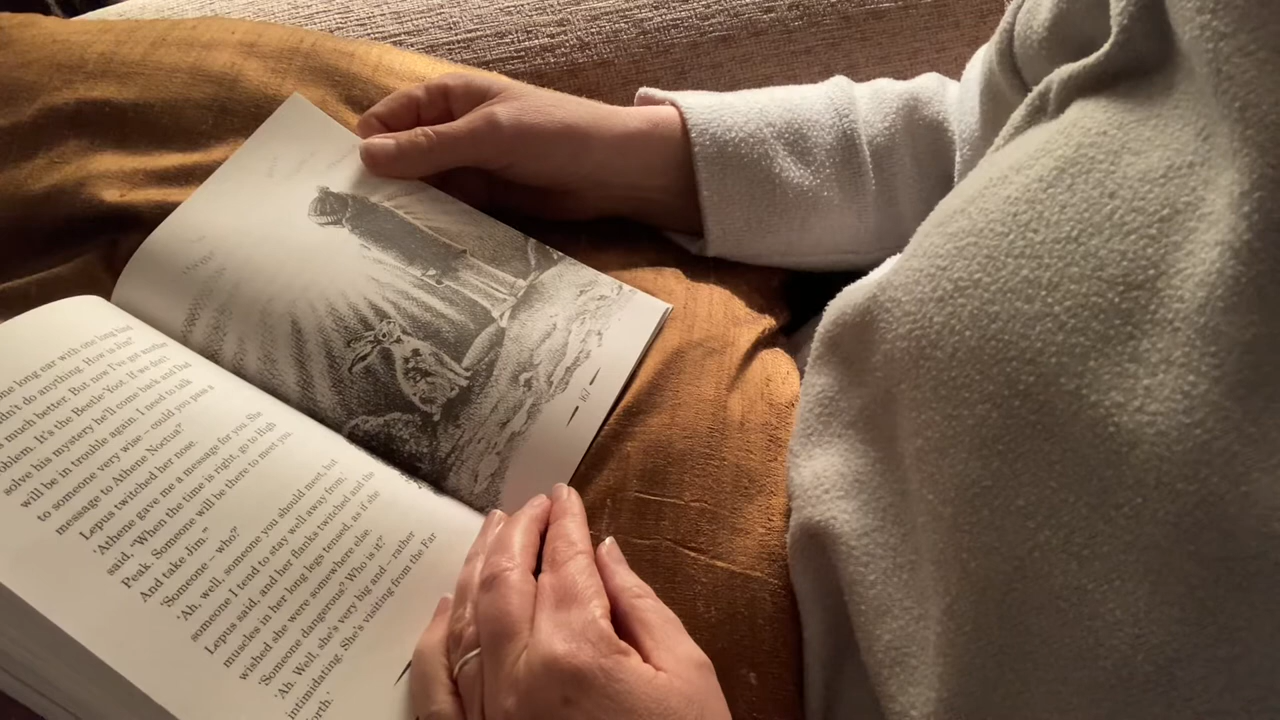 one long ear with one long hind
didn't do anything. How is Jim?'
s much better. But now I've got another
oblem. It's the Beetle-Yoot. If we don't
solve his mystery he'll come back and Dad
will be in trouble again. I need to talk
to someone very wise – could you pass a
message to Athene Noctua?'
Lepus twitched her nose.
'Athene gave me a message for you. She
said, "When the time is right, go to High
Peak. Someone will be there to meet you.
And take Jim."'
'Someone – who?'
'Ah, well, someone you should meet, but
someone I tend to stay well away from,'
Lepus said, and her flanks twitched and the
muscles in her long legs tensed, as if she
wished she were somewhere else.
'Someone dangerous? Who is it?'
'Ah. Well, she's very big and – rather
intimidating. She's visiting from the Far
orth.'